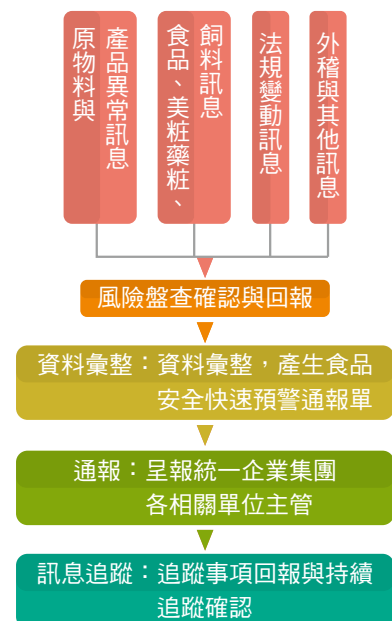 原物料與
產品異常訊息
食品、美粧藥粧、
飼料訊息
法規變動訊息
外稽與其他訊息
風險盤查確認與回報
資料彙整：資料彙整，產生食品
安全快速預警通報單
通報：呈報統一企業集團
各相關單位主管
訊息追蹤：追蹤事項回報與持續
追蹤確認